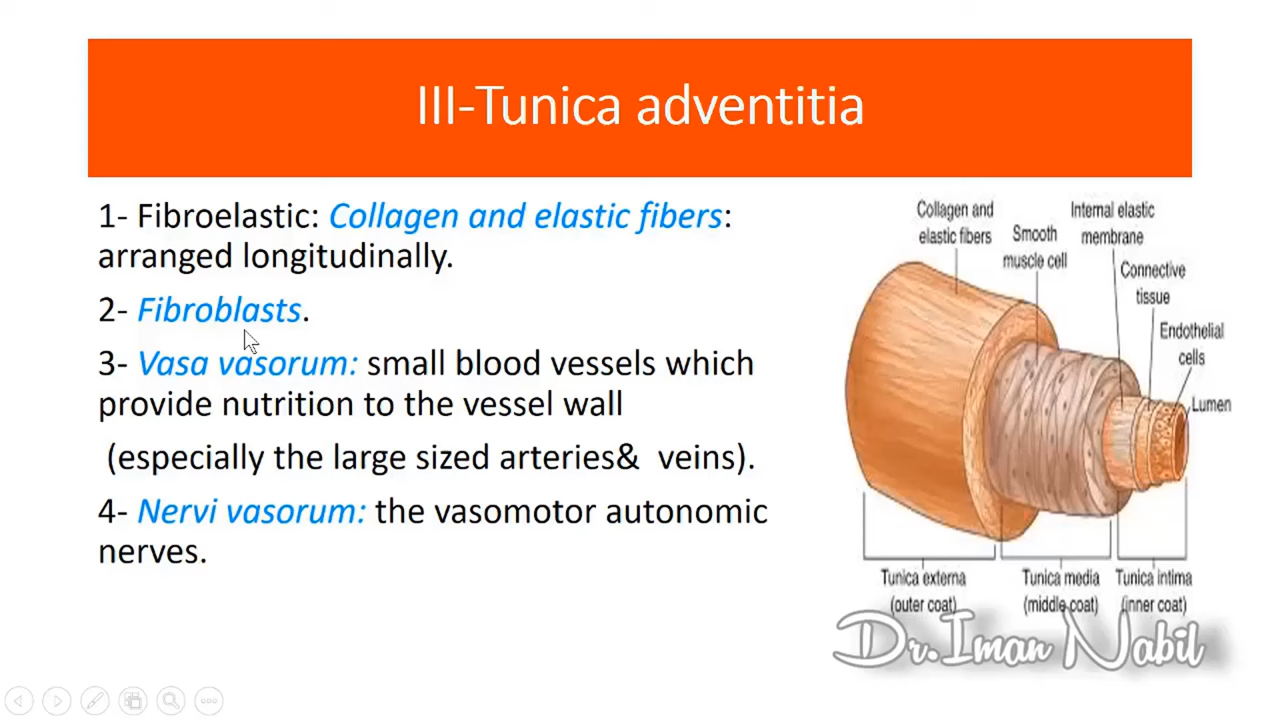 III-Tunica adventitia
1- Fibroelastic: Collagen and elastic fibers:
arranged longitudinally.
2- Fibroblasts.
3- Vasa vasorum: small blood vessels which
provide nutrition to the vessel wall
(especially the large sized arteries&  veins).
4- Nervi vasorum: the vasomotor autonomic
nerves.
Collagen and
elastic fibers
Smooth
muscle cell
Internal elastic
membrane
Connective
tissue
Endothelial
cells
Lumen
Tunica externa
(outer coat)
Tunica media
(middle coat)
Tunica intima
(inner coat)
Dr.Iman Nabil